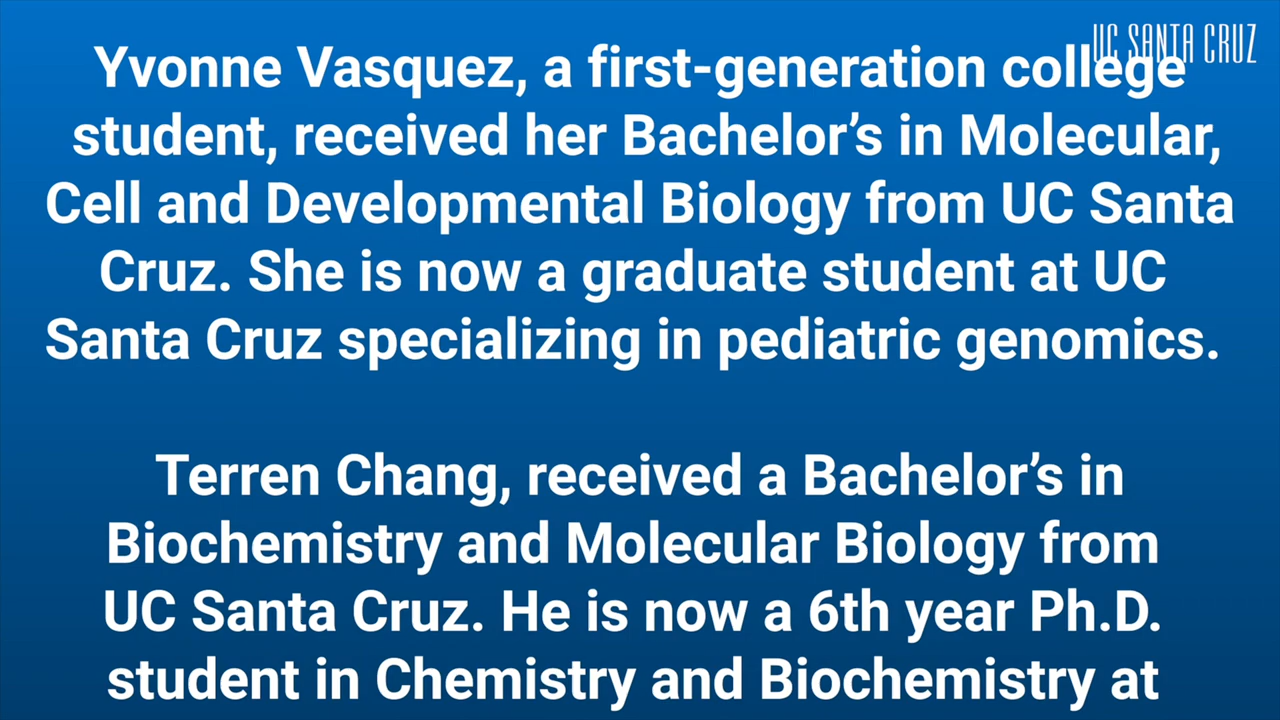 UC SANTA CRUZ
Yvonne Vasquez, a first-generation college
student, received her Bachelor’s in Molecular,
Cell and Developmental Biology from UC Santa
Cruz. She is now a graduate student at UC
Santa Cruz specializing in pediatric genomics.
Terren Chang, received a Bachelor’s in
Biochemistry and Molecular Biology from
UC Santa Cruz. He is now a 6th year Ph.D.
student in Chemistry and Biochemistry at